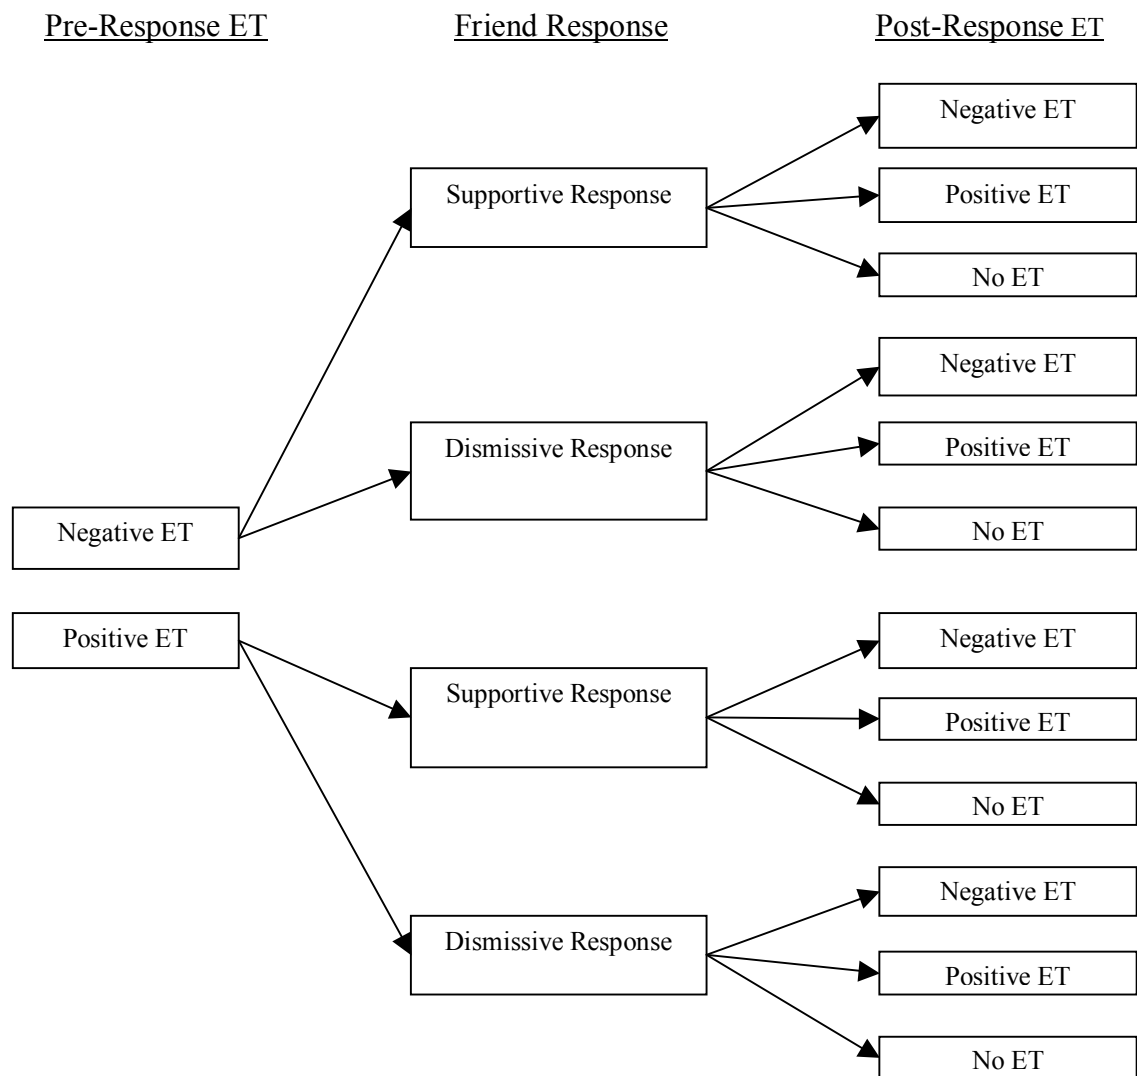 Pre-Response ET Friend Response Post-Response ET
Negative ET
Supportive Response
Positive ET
No ET
Negative ET
Dismissive Response
Positive ET
Negative ET
No ET
Positive ET
Negative ET
Supportive Response
Positive ET
No ET
Negative ET
Dismissive Response
Positive ET
No ET